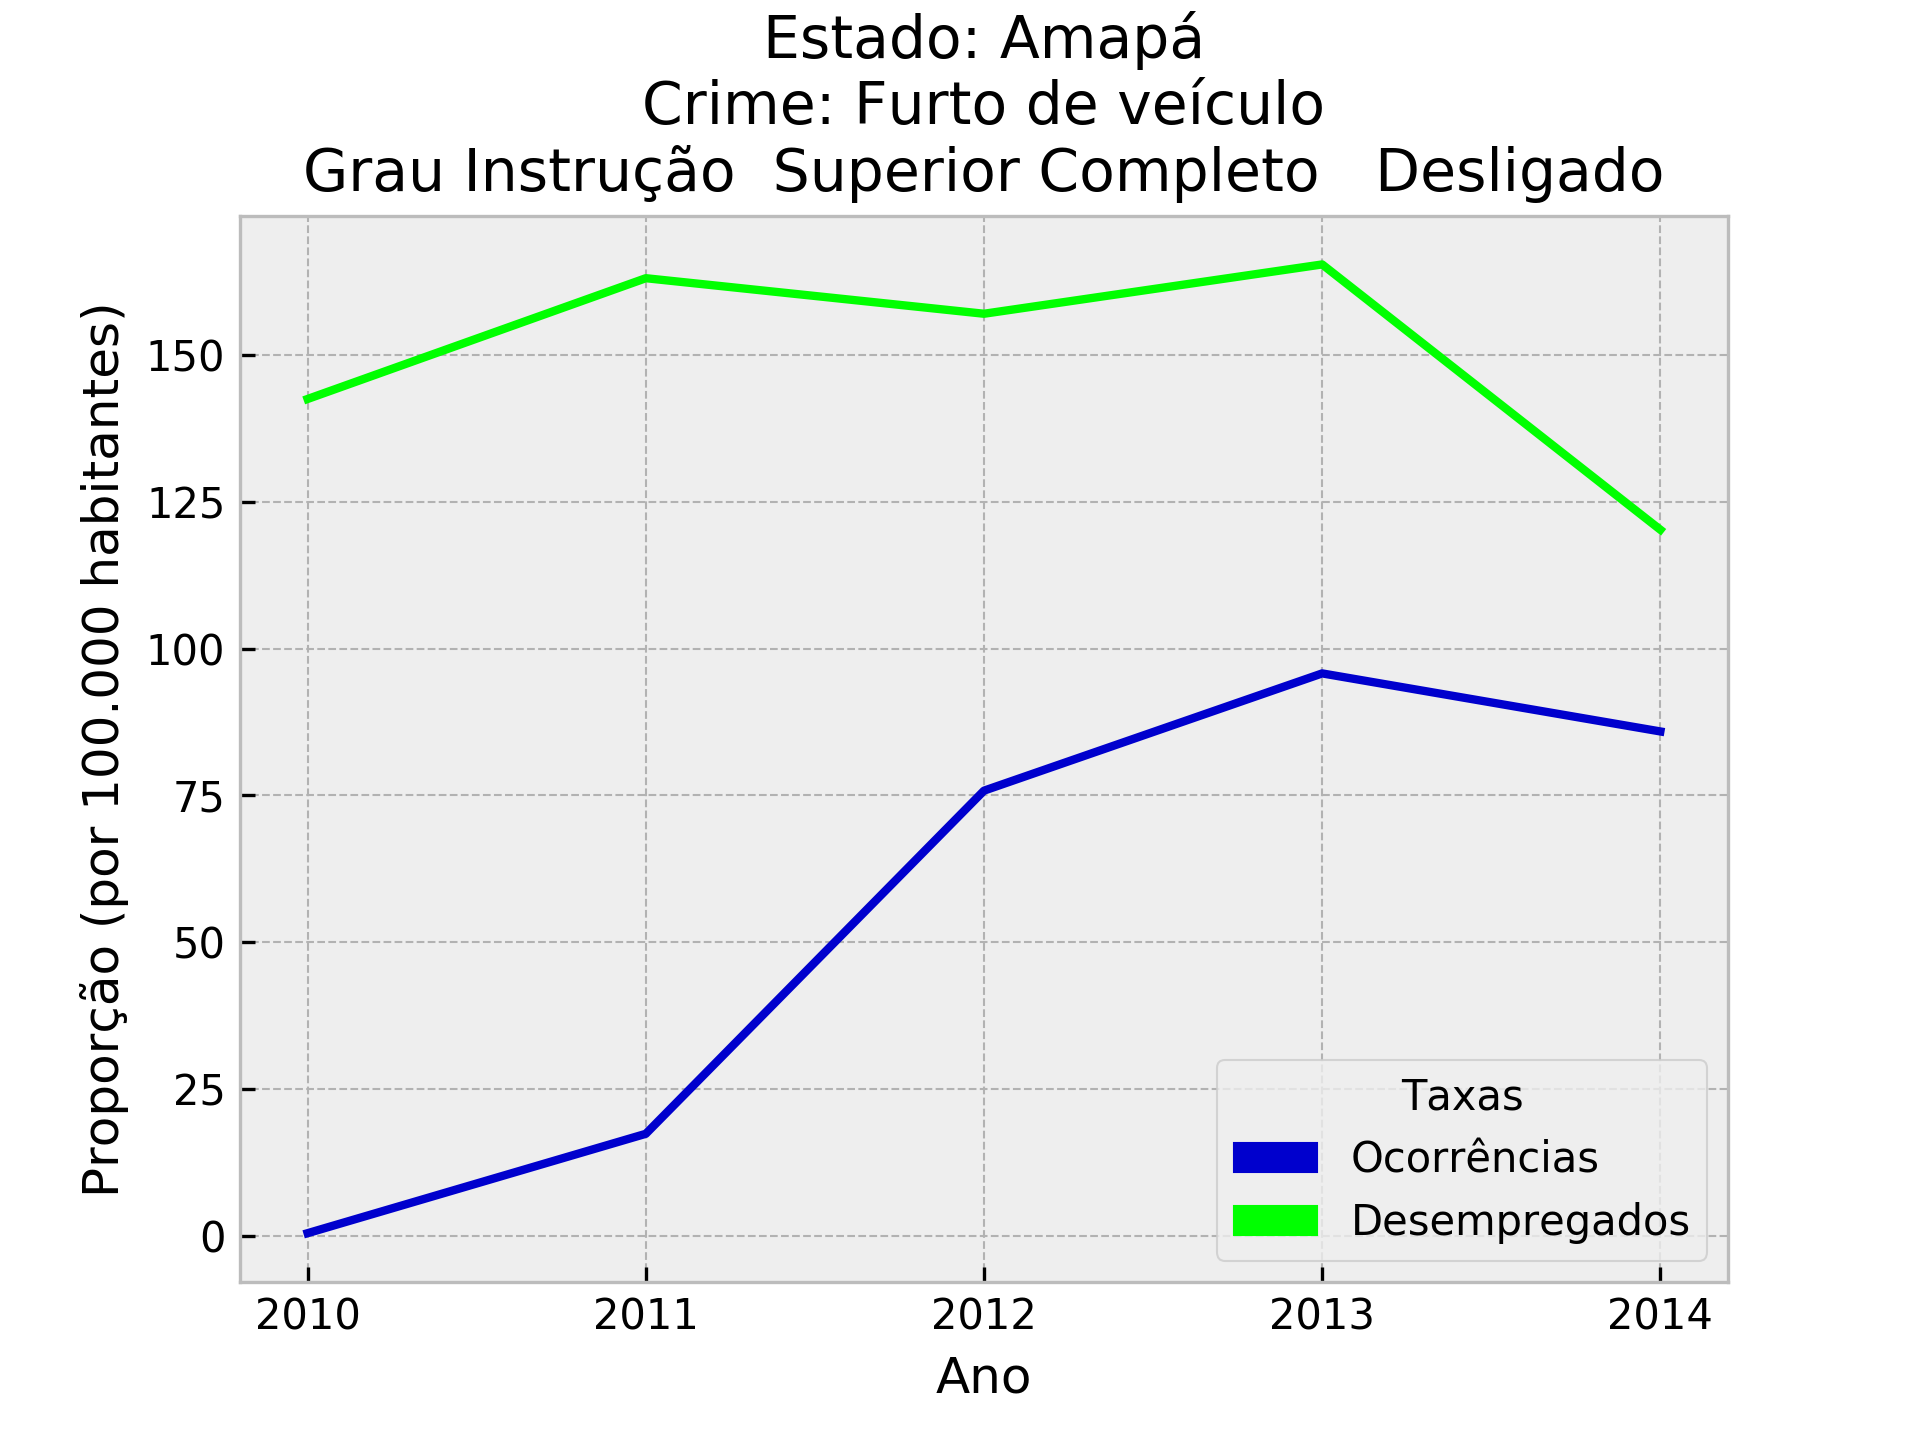 Estado: Amapá
Crime: Furto de veículo
Grau Instrução  Superior Completo   Desligado
Proporção (por 100.000 habitantes)
150
125
100
75
50
25
0
Taxas
Ocorrências
Desempregados
2010 2011 2012 2013 2014
Ano